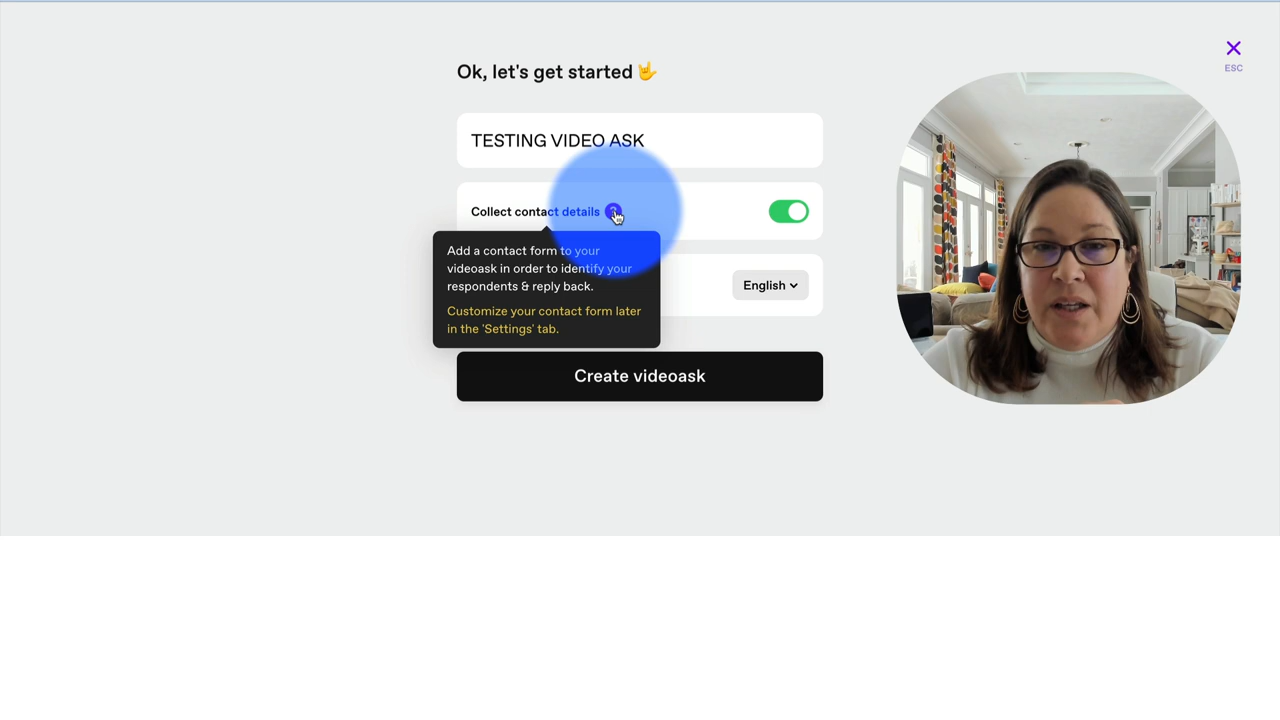 Ok, let's get started 🤟
ESC
TESTING VIDEO ASK
Collect contact details
Add a contact form to your
videoask in order to identify your
respondents & reply back.
Customize your contact form later
in the 'Settings' tab.
English
Create videoask